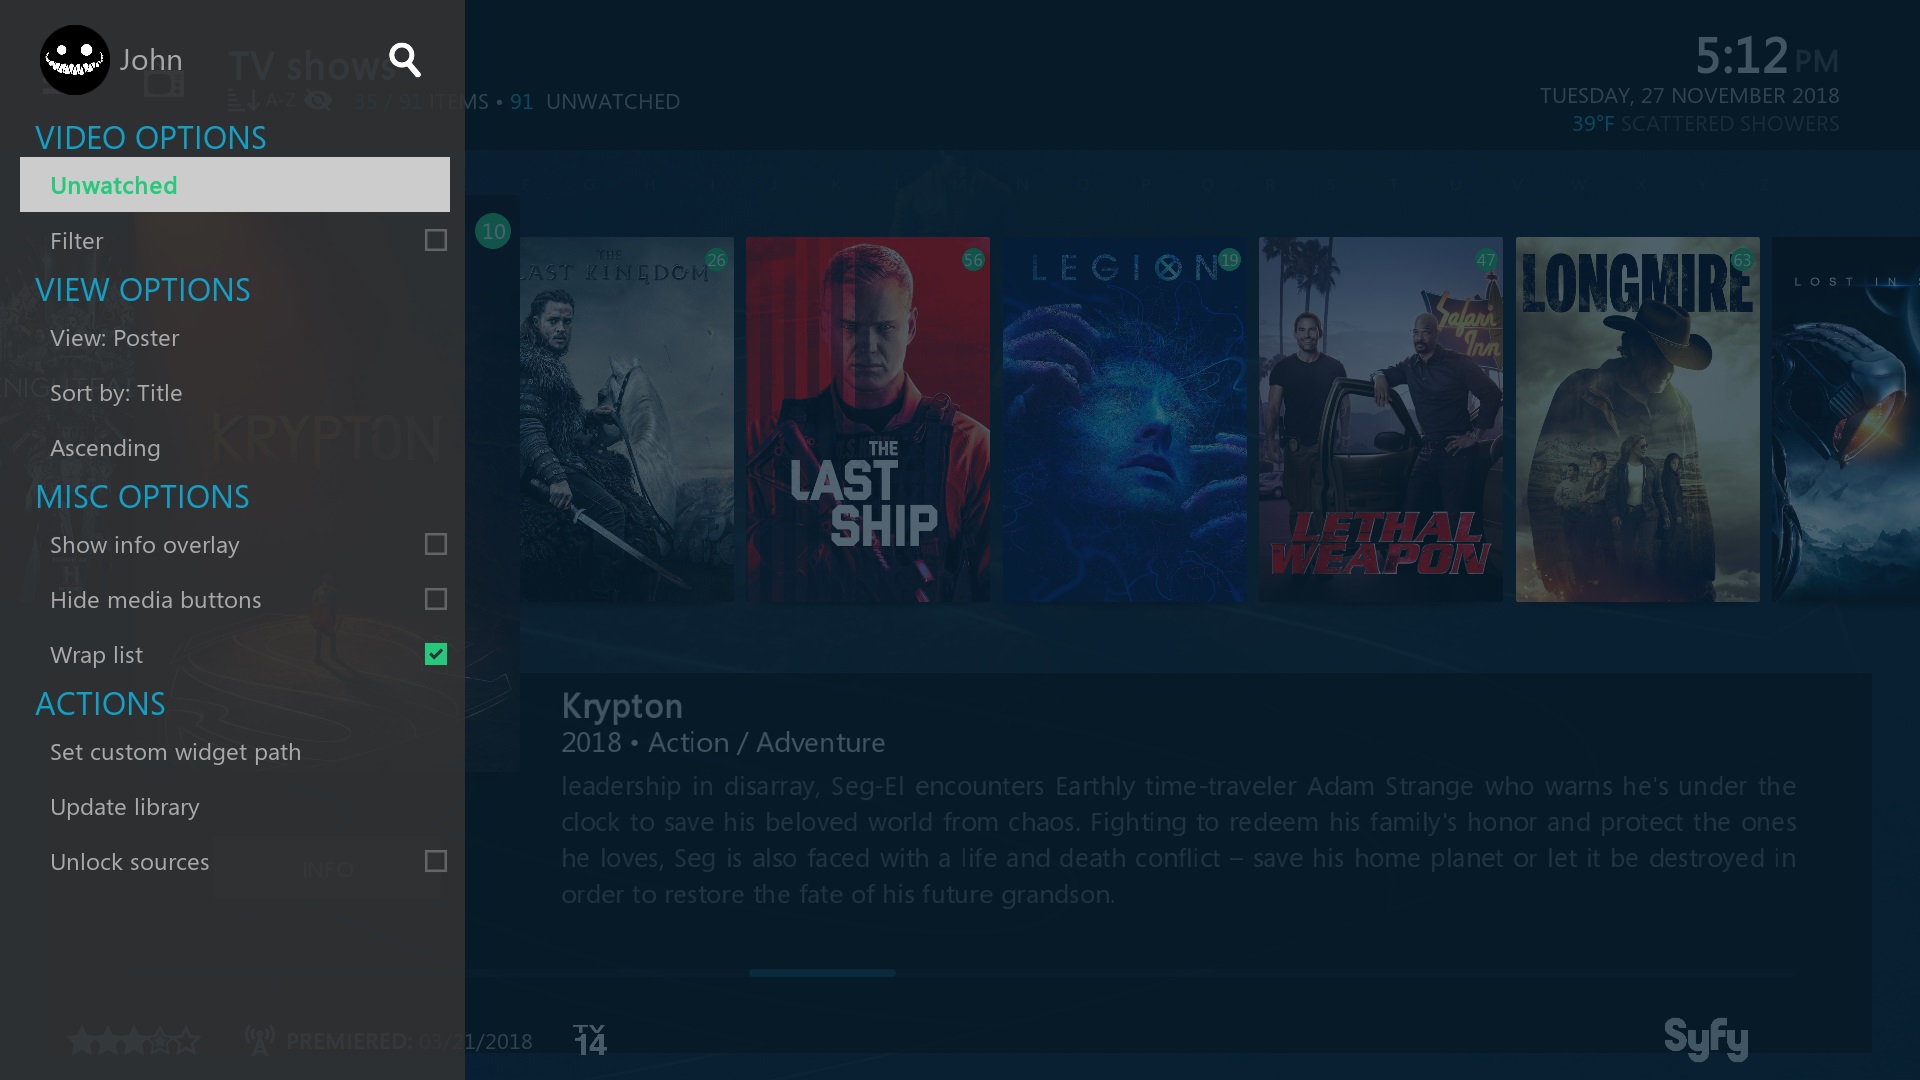 John
TV shows
5:12 PM
A-Z 35 / 91 ITEMS • 91 UNWATCHED
TUESDAY, 27 NOVEMBER 2018
39°F SCATTERED SHOWERS
VIDEO OPTIONS
Unwatched
Filter
VIEW OPTIONS
View: Poster
Sort by: Title
Ascending
MISC OPTIONS
Show info overlay
Hide media buttons
Wrap list
ACTIONS
Set custom widget path
Update library
Unlock sources
INFO
KRYPTON
10
THE
LAST KINGDOM
26
56
THE
LAST
SHIP
LEGION
19
47
Safari
Inn
LETHAL
WEAPON
LONGMIRE
63
LOST IN
Krypton
2018 • Action / Adventure
leadership in disarray, Seg-El encounters Earthly time-traveler Adam Strange who warns he's under the
clock to save his beloved world from chaos. Fighting to redeem his family's honor and protect the ones
he loves, Seg is also faced with a life and death conflict – save his home planet or let it be destroyed in
order to restore the fate of his future grandson.
PREMIERED: 03/21/2018
TV
14
Syfy